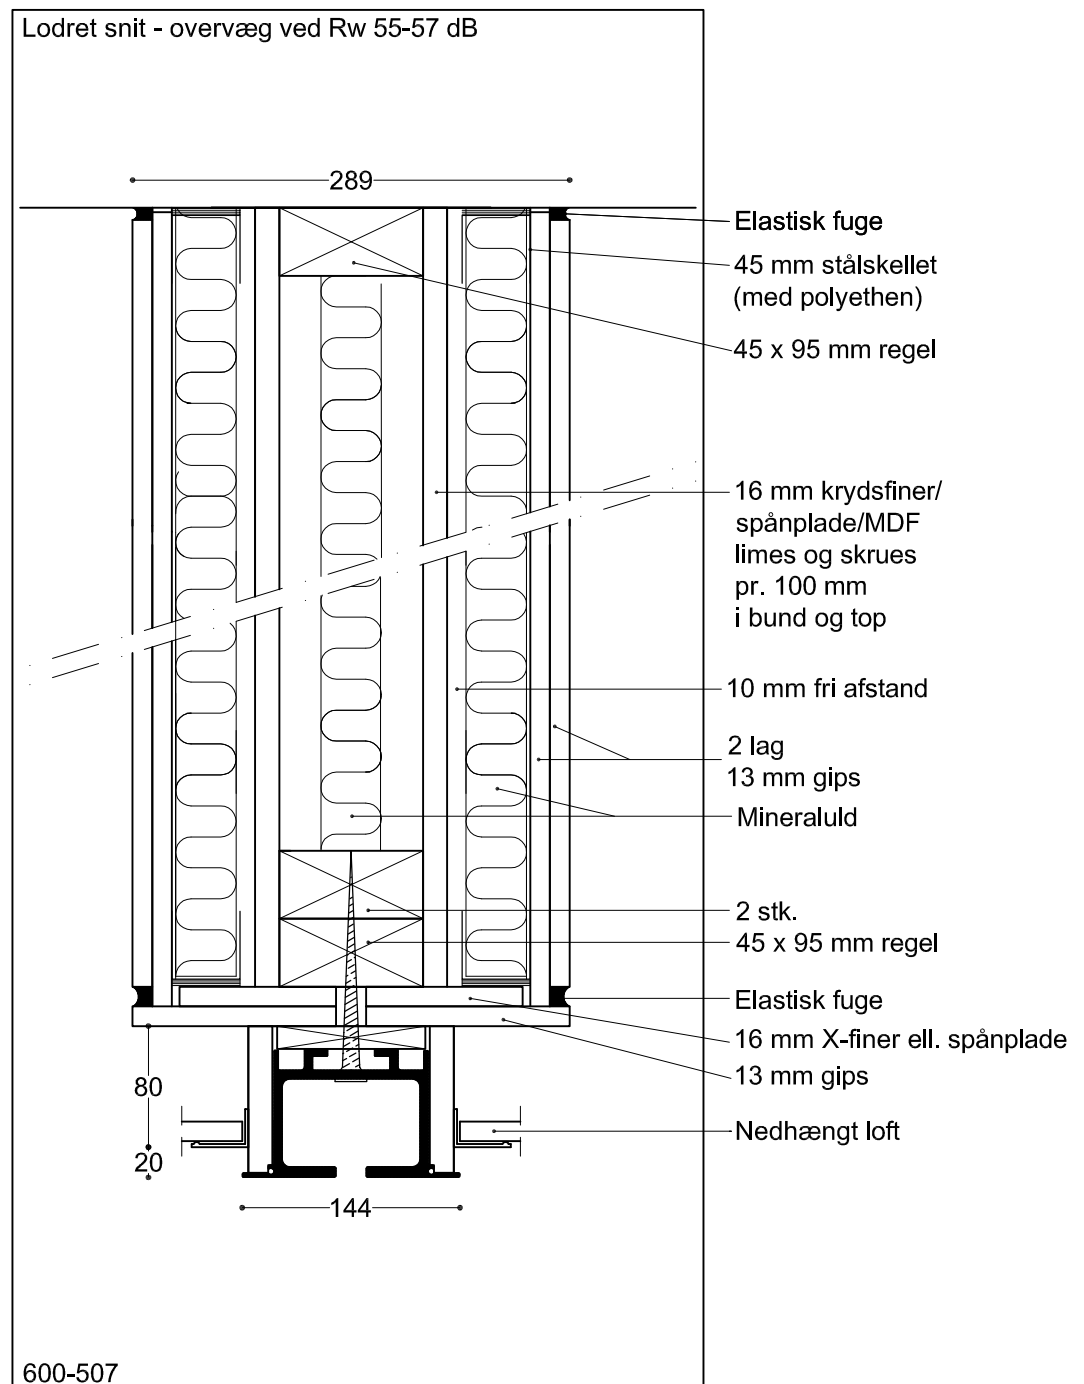 Lodret snit - overvæg ved Rw 55-57 dB
289
Elastisk fuge
45 mm stålskellet
(med polyethen)
45 x 95 mm regel
16 mm krydsfiner/
spånplade/MDF
limes og skrues
pr. 100 mm
i bund og top
10 mm fri afstand
2 lag
13 mm gips
Mineraluld
2 stk.
45 x 95 mm regel
Elastisk fuge
16 mm X-finer ell. spånplade
13 mm gips
80
Nedhængt loft
20
144
600-507